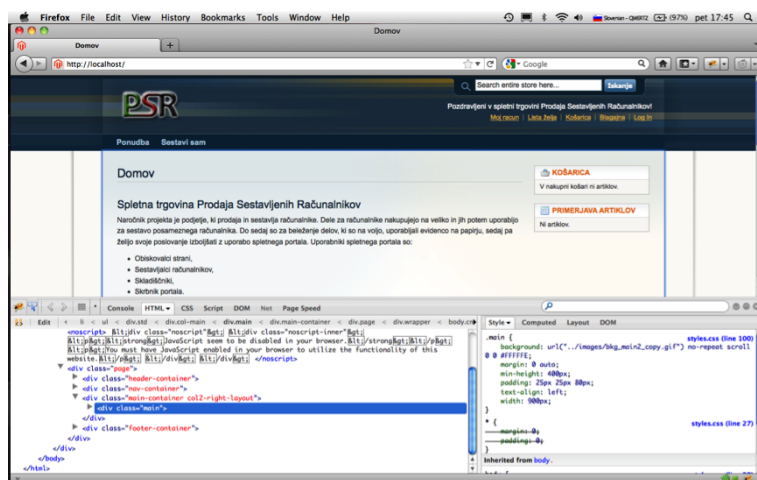 Firefox File Edit View History Bookmarks Tools Window Help
Slovenian - QWERTZ (97%) pet 17:45
Domov
Domov
http://localhost/
Google
Search entire store here...
Iskanje
PSR
Pozdravljeni v spletni trgovini Prodaja Sestavljenih Računalnikov!
Moj racun | Lista želja | Košarica | Blagajna | Log In
Ponudba Sestavi sam
Domov
Spletna trgovina Prodaja Sestavljenih Računalnikov
Naročnik projekta je podjetje, ki prodaja in sestavlja računalnike. Dele za računalnike nakupujejo na veliko in jih potem uporabijo
za sestavo posameznega računalnika. Do sedaj so za beleženje delov, ki so na voljo, uporabljali evidenco na papirju, sedaj pa
želijo svoje poslovanje izboljšati z uporabo spletnega portala. Uporabniki spletnega portala so:
• Obiskovalci strani,
• Sestavljalci računalnikov,
• Skladiščniki,
• Skrbnik portala.
KOŠARICA
V nakupni košari ni artiklov.
PRIMERJAVA ARTIKLOV
Ni artiklov.
Console HTML CSS Script DOM Net Page Speed
Edit li < ul < div.std < div.col-main < div.main < div.main-container < div.page < div.wrapper < body.cm
<noscript> &lt;div class="noscript"&gt; &lt;div class="noscript-inner"&gt;
&lt;p&gt;&lt;strong&gt;JavaScript seem to be disabled in your browser.&lt;/strong&gt;&lt;/p&gt;
&lt;p&gt;You must have JavaScript enabled in your browser to utilize the functionality of this
website.&lt;/p&gt; &lt;/div&gt; &lt;/div&gt; </noscript>
<div class="page">
<div class="header-container">
<div class="nav-container">
<div class="main-container col2-right-layout">
<div class="main">
</div>
<div class="footer-container">
</div>
</div>
</body>
</html>
Style Computed Layout DOM
.main { styles.css (line 100)
background: url("../images/bkg_main2_copy.gif") no-repeat scroll
0 0 #FFFFFE;
margin: 0 auto;
min-height: 400px;
padding: 25px 25px 80px;
text-align: left;
width: 900px;
}
* { styles.css (line 27)
margin: 0;
padding: 0;
}
Inherited from body.